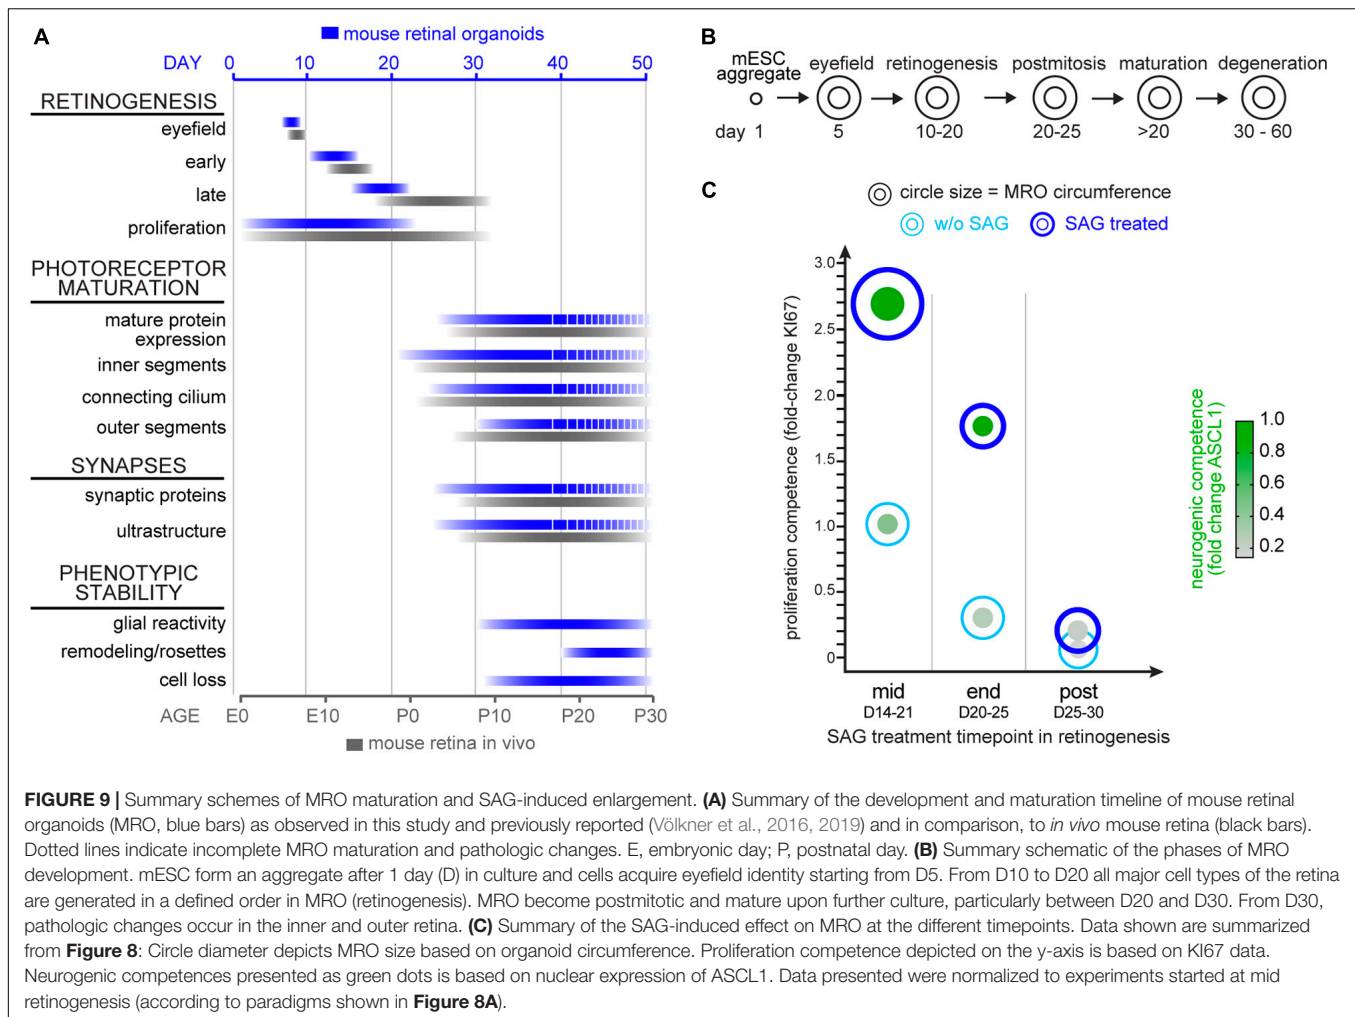 A
mouse retinal organoids
DAY 0 10 20 30 40 50
RETINOGENESIS
eyefield
early
late
proliferation
PHOTORECEPTOR
MATURATION
mature protein
expression
inner segments
connecting cilium
outer segments
SYNAPSES
synaptic proteins
ultrastructure
PHENOTYPIC
STABILITY
glial reactivity
remodeling/rosettes
cell loss
AGE E0 E10 P0 P10 P20 P30
mouse retina in vivo
B
mESC
aggregate eyefield retinogenesis postmitosis maturation degeneration
day 1 5 10-20 20-25 >20 30 - 60
C
circle size = MRO circumference
w/o SAG SAG treated
proliferation competence (fold-change KI67)
3.0
2.5
2.0
1.5
1.0
0.5
0
mid end post
D14-21 D20-25 D25-30
SAG treatment timepoint in retinogenesis
neurogenic competence
(fold change ASCL1)
1.0
0.8
0.6
0.4
0.2
FIGURE 9 | Summary schemes of MRO maturation and SAG-induced enlargement. (A) Summary of the development and maturation timeline of mouse retinal
organoids (MRO, blue bars) as observed in this study and previously reported (Völkner et al., 2016, 2019) and in comparison, to in vivo mouse retina (black bars).
Dotted lines indicate incomplete MRO maturation and pathologic changes. E, embryonic day; P, postnatal day. (B) Summary schematic of the phases of MRO
development. mESC form an aggregate after 1 day (D) in culture and cells acquire eyefield identity starting from D5. From D10 to D20 all major cell types of the retina
are generated in a defined order in MRO (retinogenesis). MRO become postmitotic and mature upon further culture, particularly between D20 and D30. From D30,
pathologic changes occur in the inner and outer retina. (C) Summary of the SAG-induced effect on MRO at the different timepoints. Data shown are summarized
from Figure 8: Circle diameter depicts MRO size based on organoid circumference. Proliferation competence depicted on the y-axis is based on KI67 data.
Neurogenic competences presented as green dots is based on nuclear expression of ASCL1. Data presented were normalized to experiments started at mid
retinogenesis (according to paradigms shown in Figure 8A).